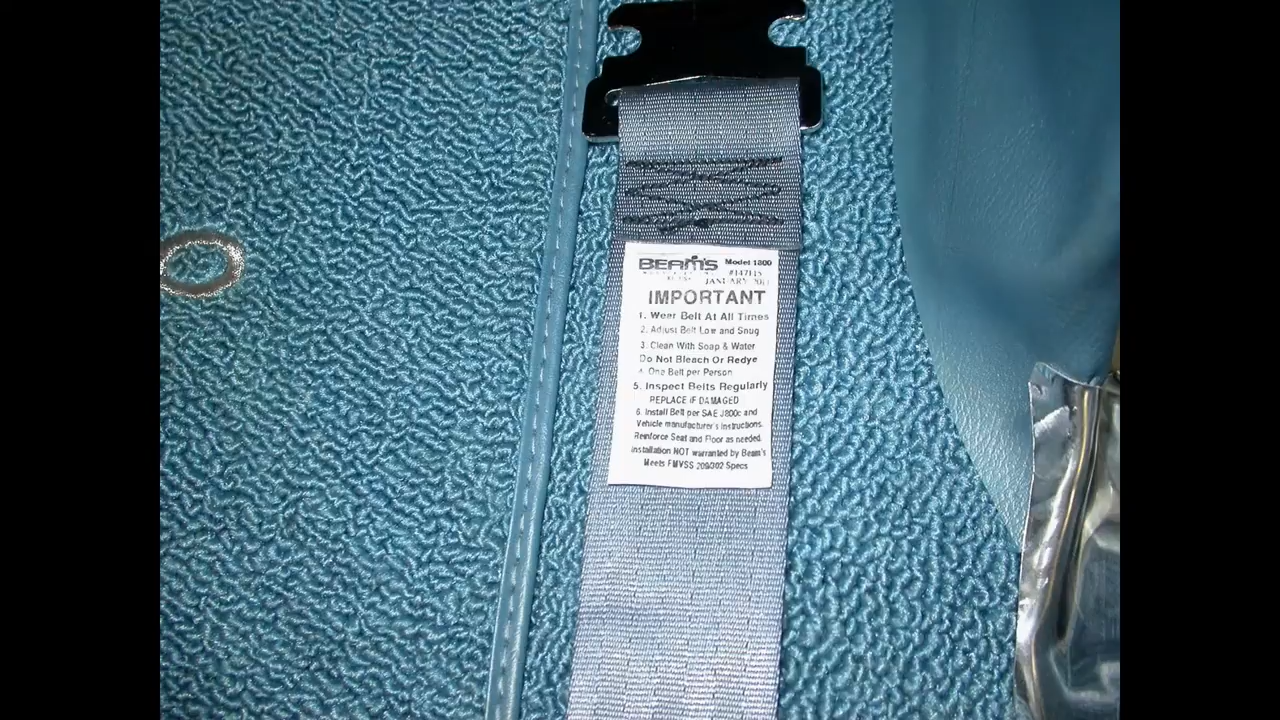 BEAM'S Model 1800
#147115
JANUARY 2011
IMPORTANT
1. Wear Belt At All Times
2. Adjust Belt Low and Snug
3. Clean With Soap & Water
Do Not Bleach Or Redye
4. One Belt per Person
5. Inspect Belts Regularly
REPLACE IF DAMAGED
6. Install Belt per SAE J800c and
Vehicle manufacturer's instructions.
Reinforce Seat and Floor as needed.
Installation NOT warranted by Beam's
Meets FMVSS 209/302 Specs